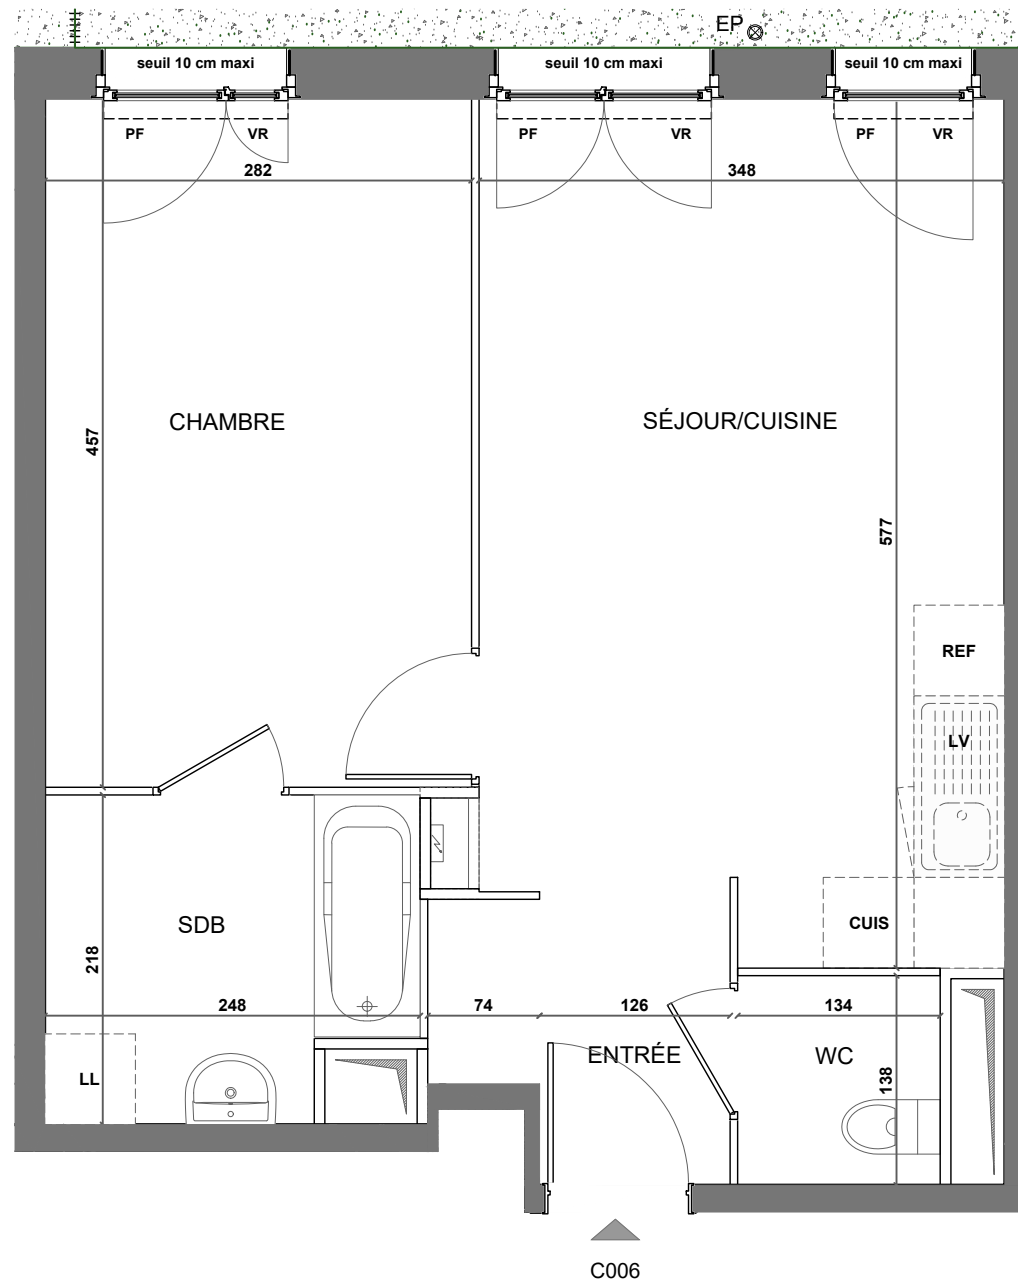 EP
seuil 10 cm maxi
seuil 10 cm maxi
seuil 10 cm maxi
PF
VR
PF
VR
PF
VR
282
348
CHAMBRE
SÉJOUR/CUISINE
457
577
REF
LV
SDB
CUIS
218
248
74
126
134
ENTRÉE
WC
LL
138
C006